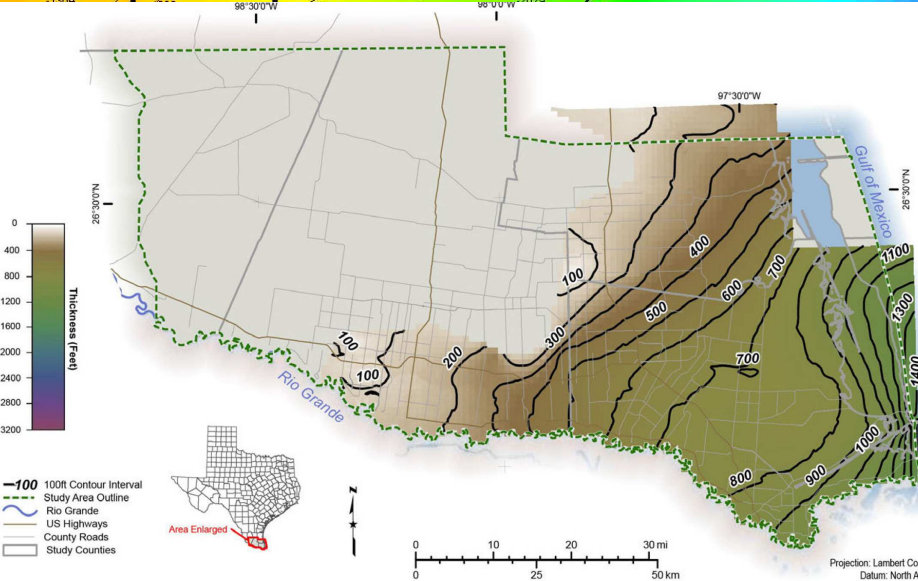 98°30'0"W
98°0'0"W
97°30'0"W
26°30'0"N
26°30'0"N
Gulf of Mexico
Rio Grande
100
100
100
200
300
400
500
600
700
700
800
900
1000
1100
1300
0
400
800
1200
1600
2000
2400
2800
3200
Thickness (Feet)
100 100ft Contour Interval
Study Area Outline
Rio Grande
US Highways
County Roads
Study Counties
Area Enlarged
N
0 10 20 30 mi
0 25 50 km
Projection: Lambert Co
Datum: North A